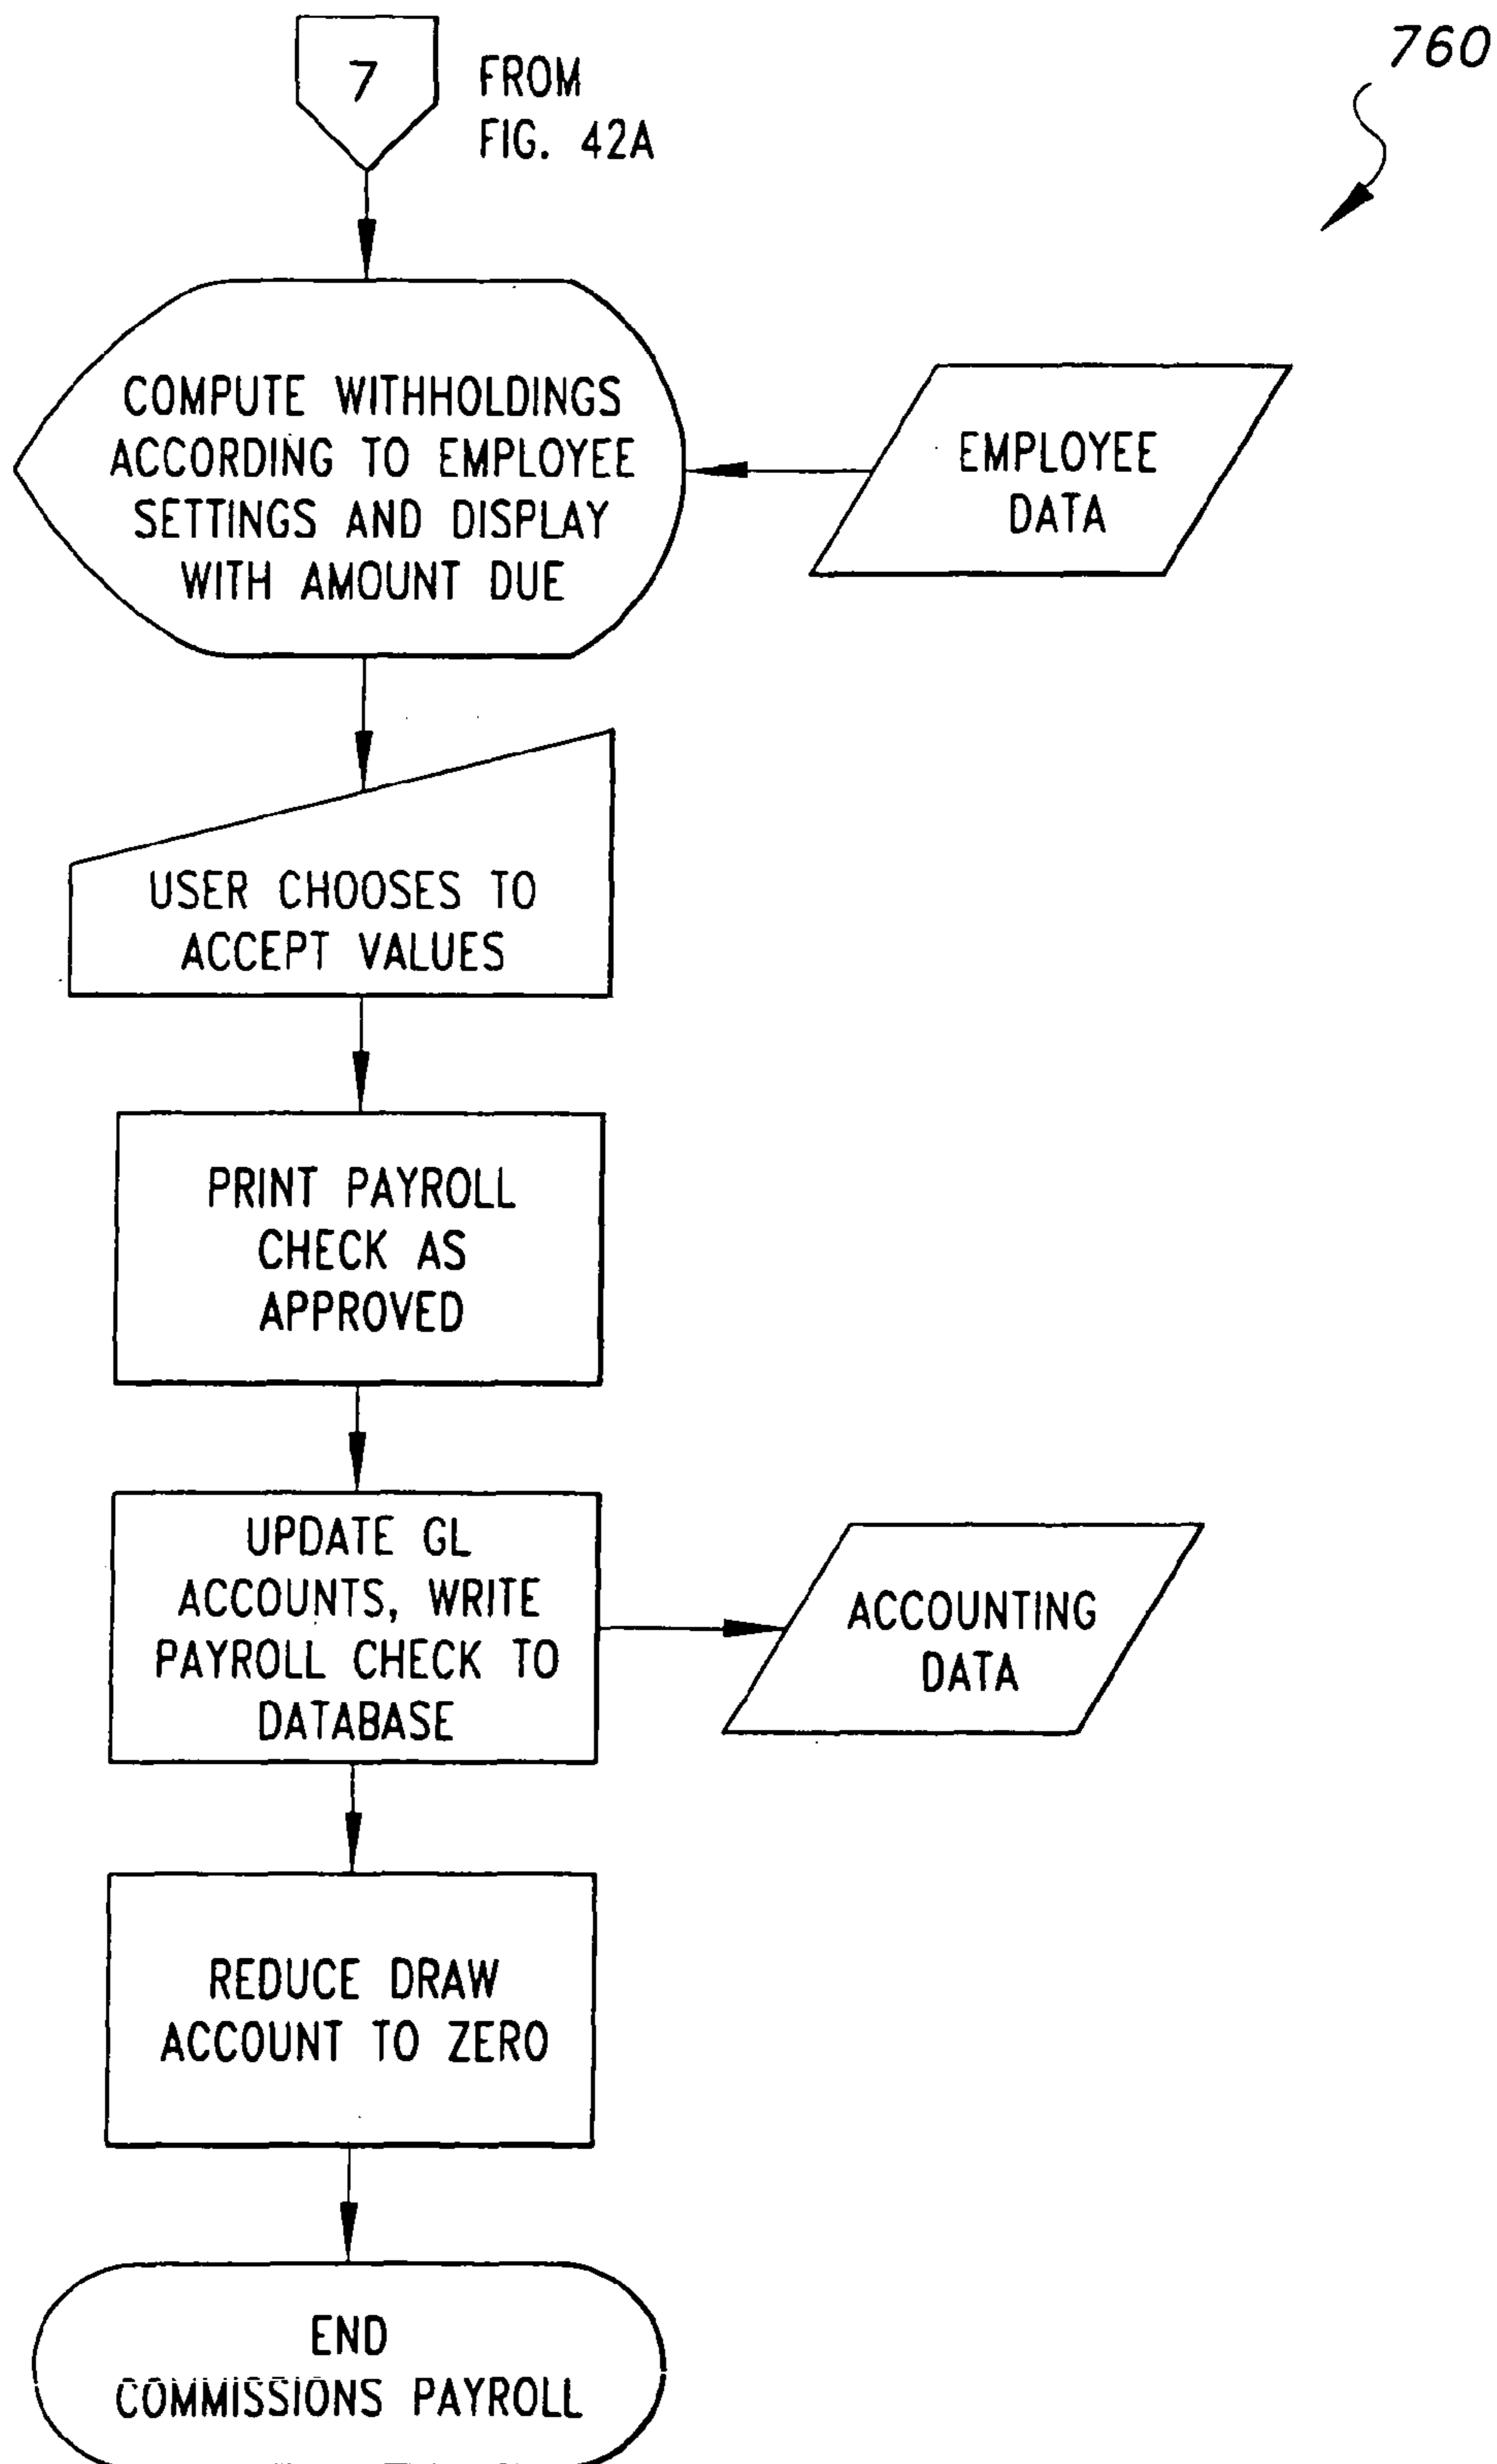 760
7
FROM
FIG. 42A
COMPUTE WITHHOLDINGS
ACCORDING TO EMPLOYEE
SETTINGS AND DISPLAY
WITH AMOUNT DUE
EMPLOYEE
DATA
USER CHOOSES TO
ACCEPT VALUES
PRINT PAYROLL
CHECK AS
APPROVED
UPDATE GL
ACCOUNTS, WRITE
PAYROLL CHECK TO
DATABASE
ACCOUNTING
DATA
REDUCE DRAW
ACCOUNT TO ZERO
END
COMMISSIONS PAYROLL